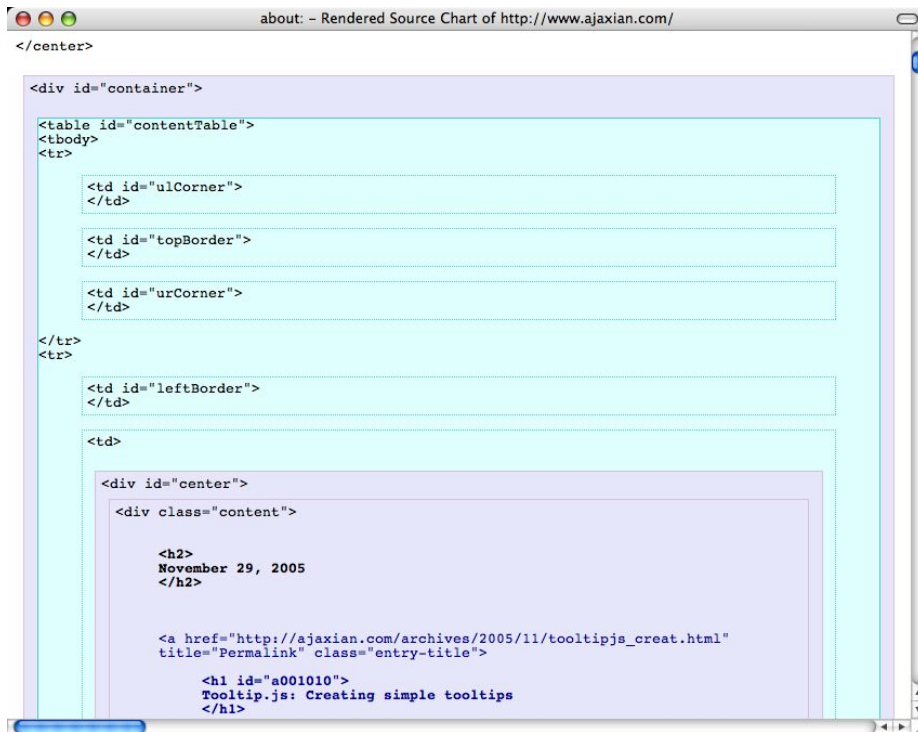 about: – Rendered Source Chart of http://www.ajaxian.com/
</center>
<div id="container">
<table id="contentTable">
<tbody>
<tr>
<td id="ulCorner">
</td>
<td id="topBorder">
</td>
<td id="urCorner">
</td>
</tr>
<tr>
<td id="leftBorder">
</td>
<td>
<div id="center">
<div class="content">
<h2>
November 29, 2005
</h2>
<a href="http://ajaxian.com/archives/2005/11/tooltipjs_creat.html"
title="Permalink" class="entry-title">
<h1 id="a001010">
Tooltip.js: Creating simple tooltips
</h1>